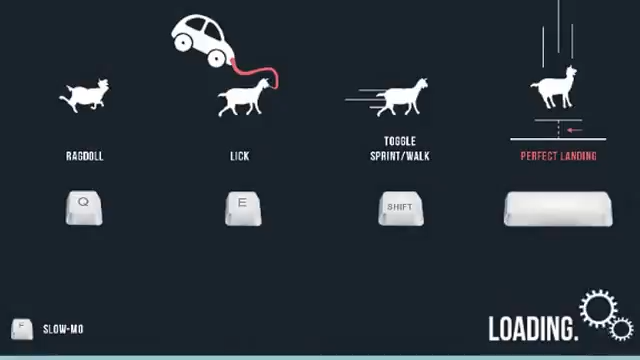 RAGDOLL
LICK
TOGGLE
SPRINT/WALK
PERFECT LANDING
Q
E
SHIFT
F
SLOW-MO
LOADING.